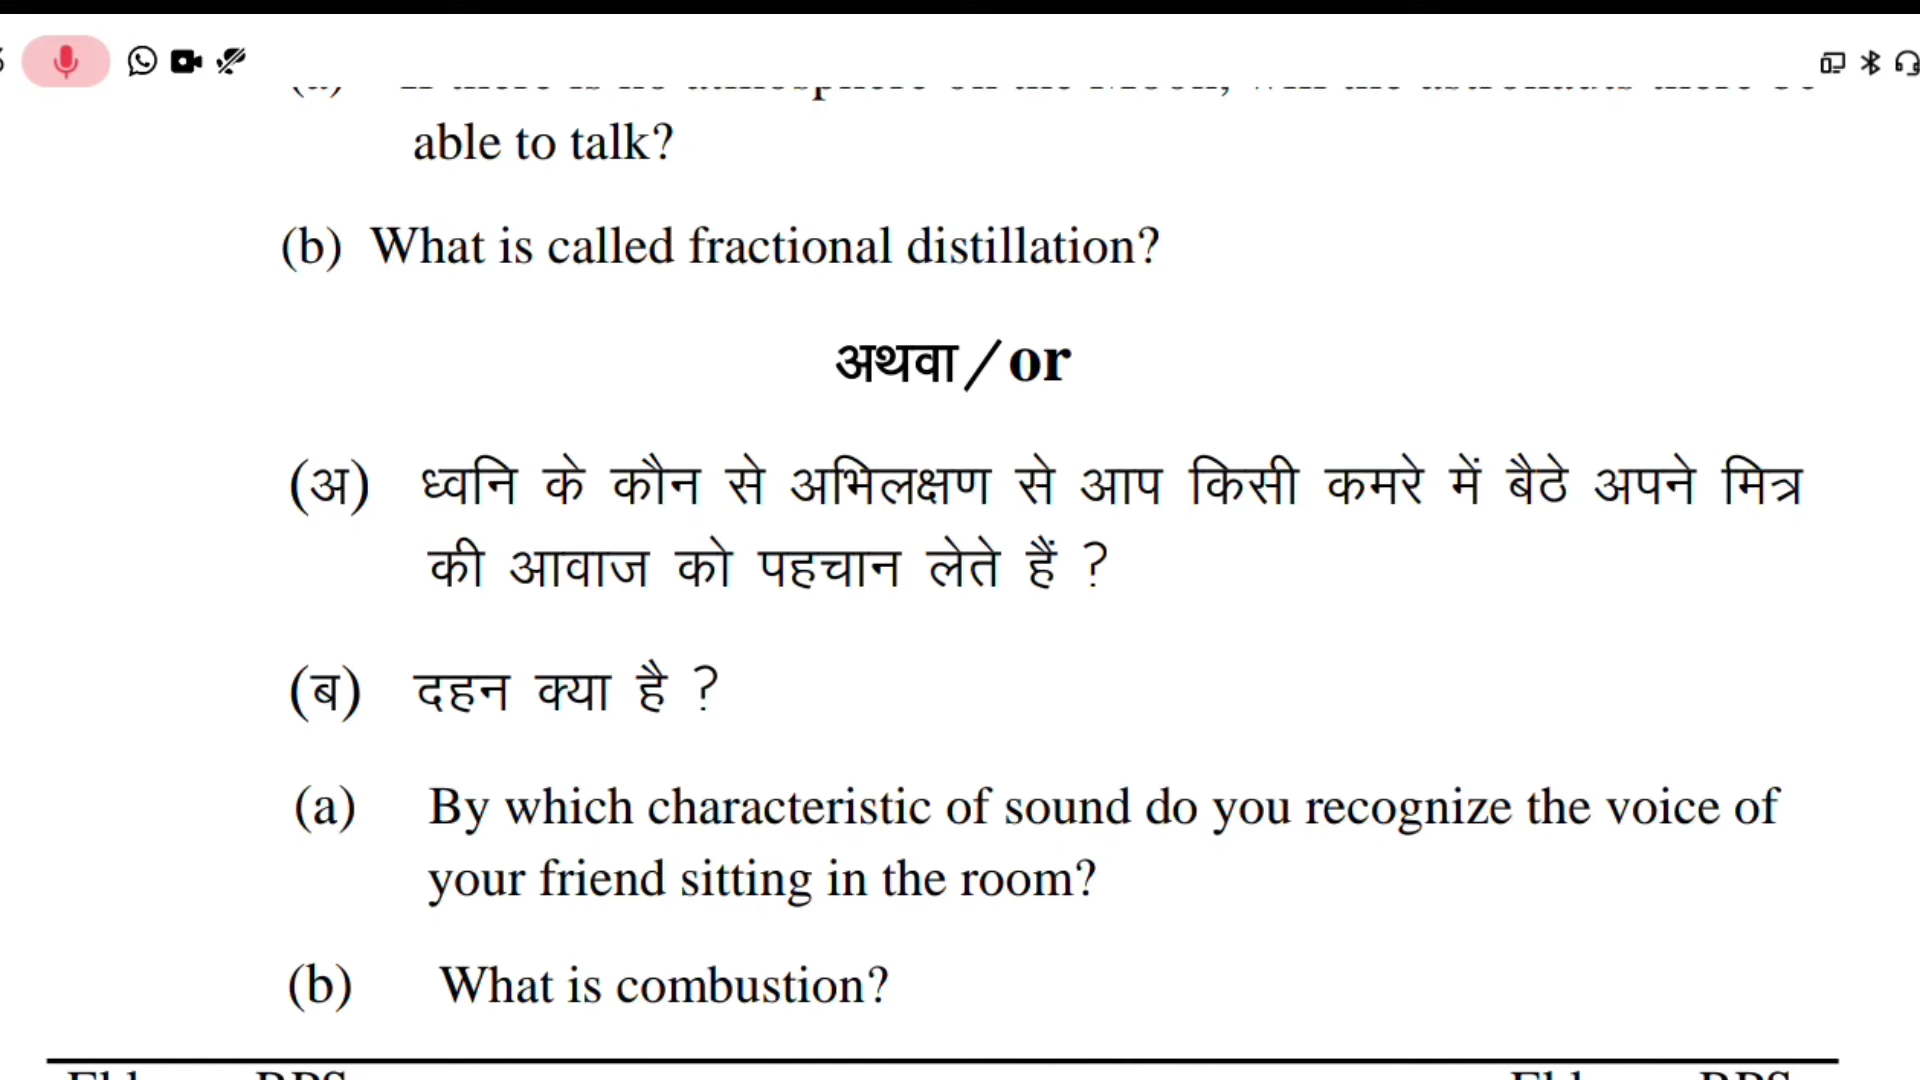 able to talk?
(b) What is called fractional distillation?
अथवा / or
(अ) ध्वनि के कौन से अभिलक्षण से आप किसी कमरे में बैठे अपने मित्र
की आवाज को पहचान लेते हैं ?
(ब) दहन क्या है ?
(a) By which characteristic of sound do you recognize the voice of
your friend sitting in the room?
(b) What is combustion?